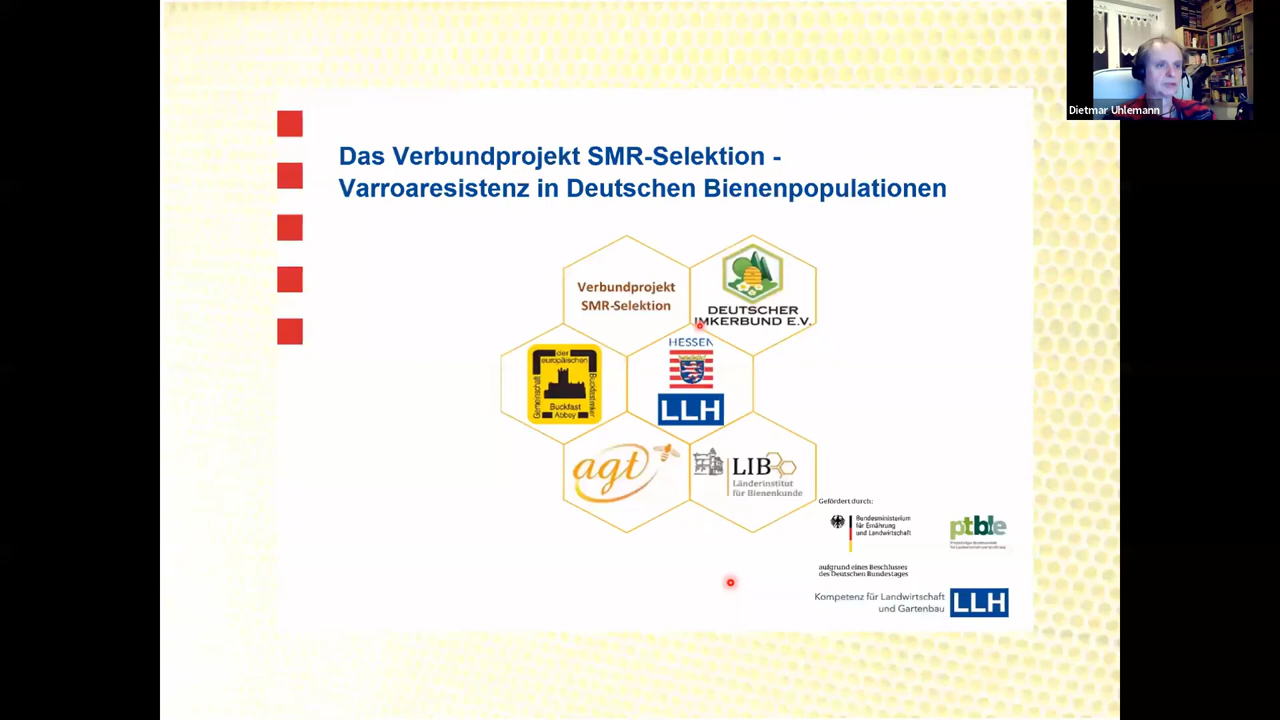 Dietmar Uhlemann
Das Verbundprojekt SMR-Selektion -
Varroaresistenz in Deutschen Bienenpopulationen
Verbundprojekt
SMR-Selektion
DEUTSCHER
IMKERBUND E.V.
der
europäischen
Gemeinschaft
Buckfastimker
Buckfast
Abbey
HESSEN
LLH
agt
LIB
Länderinstitut
für Bienenkunde
Gefördert durch:
Bundesministerium
für Ernährung
und Landwirtschaft
ptble
aufgrund eines Beschlusses
des Deutschen Bundestages
Kompetenz für Landwirtschaft
und Gartenbau
LLH